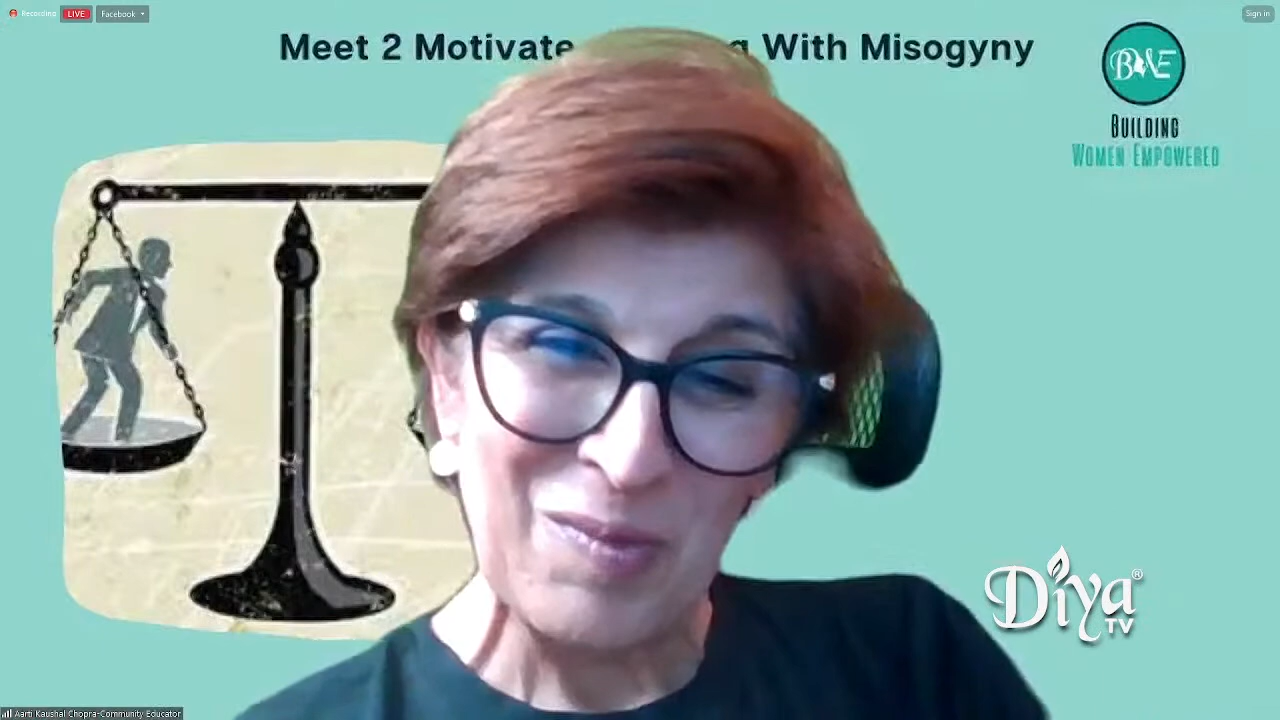 Recording LIVE Facebook
Sign in
Meet 2 Motivate g With Misogyny
BWE
BUILDING
WOMEN EMPOWERED
Diya®
TV
Aarti Kaushal Chopra-Community Educator